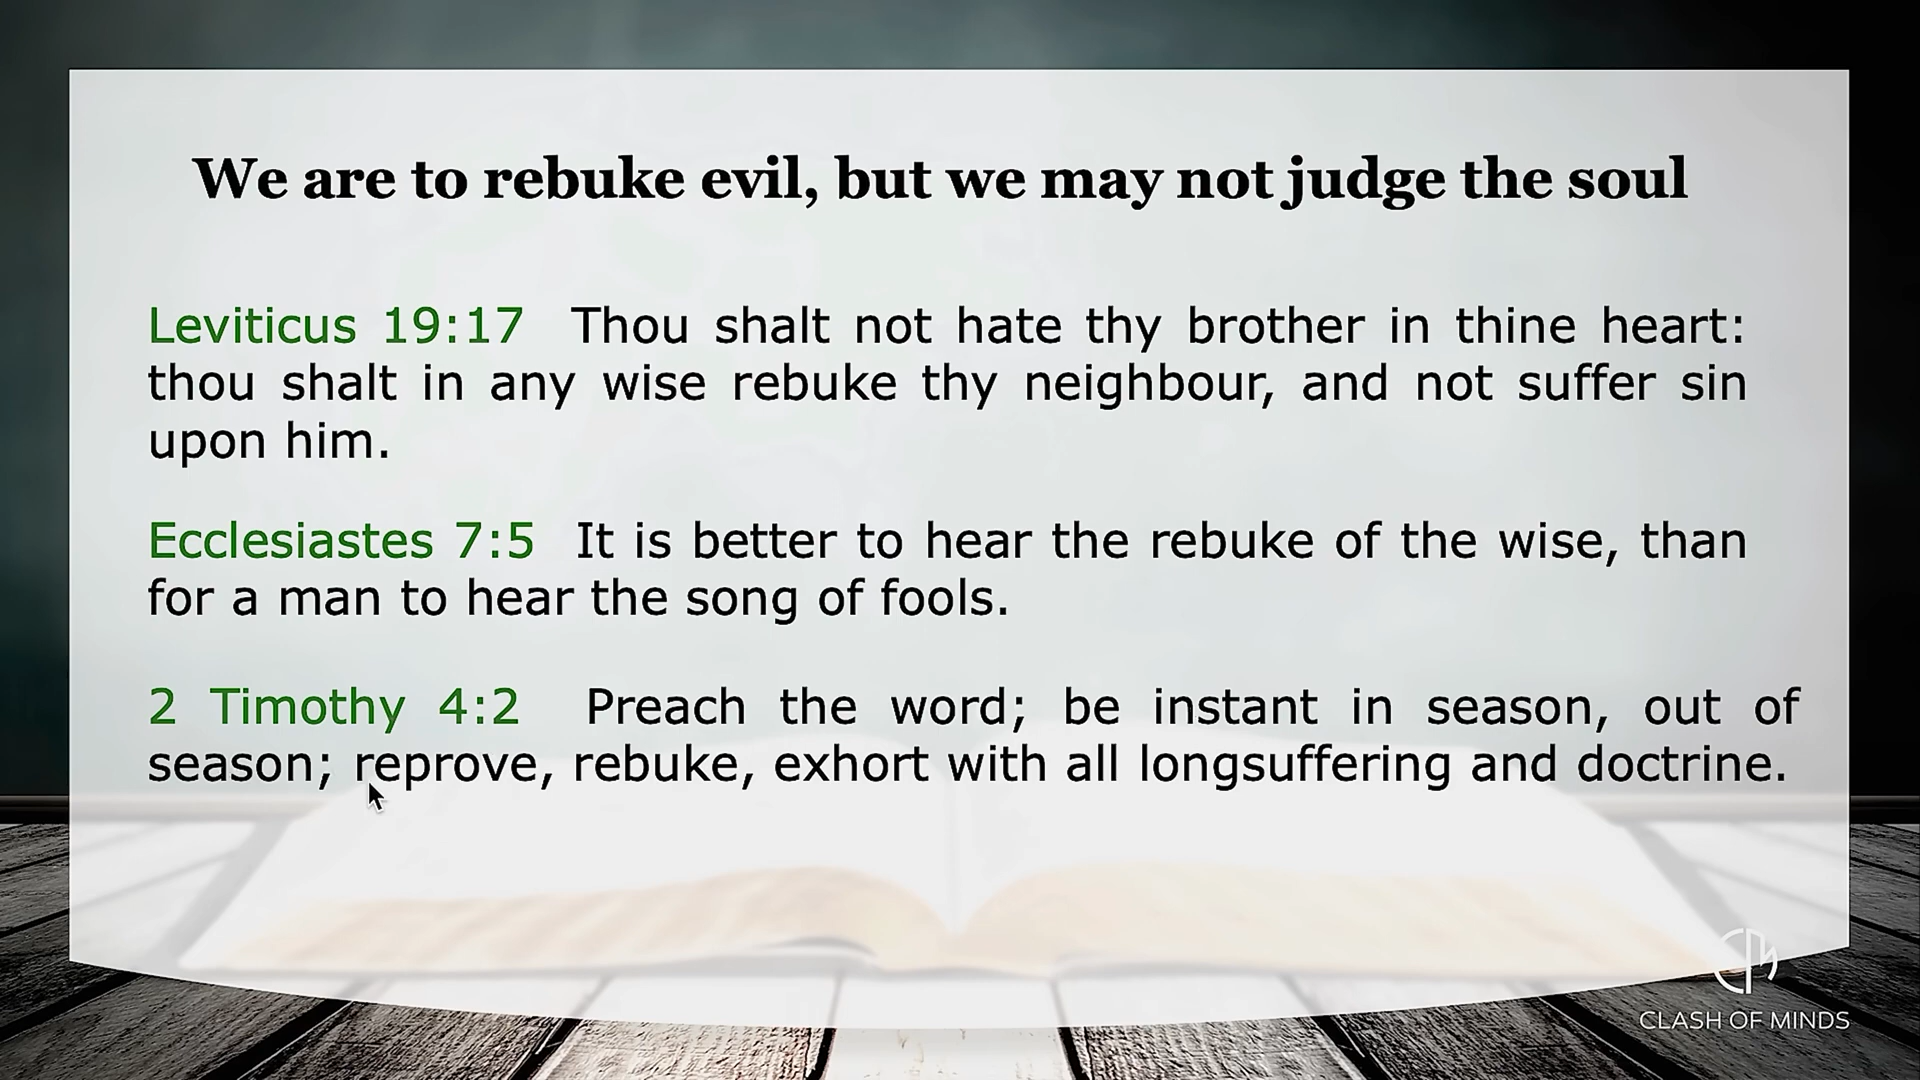 We are to rebuke evil, but we may not judge the soul
Leviticus 19:17 Thou shalt not hate thy brother in thine heart:
thou shalt in any wise rebuke thy neighbour, and not suffer sin
upon him.
Ecclesiastes 7:5 It is better to hear the rebuke of the wise, than
for a man to hear the song of fools.
2 Timothy 4:2 Preach the word; be instant in season, out of
season; reprove, rebuke, exhort with all longsuffering and doctrine.
CLASH OF MINDS